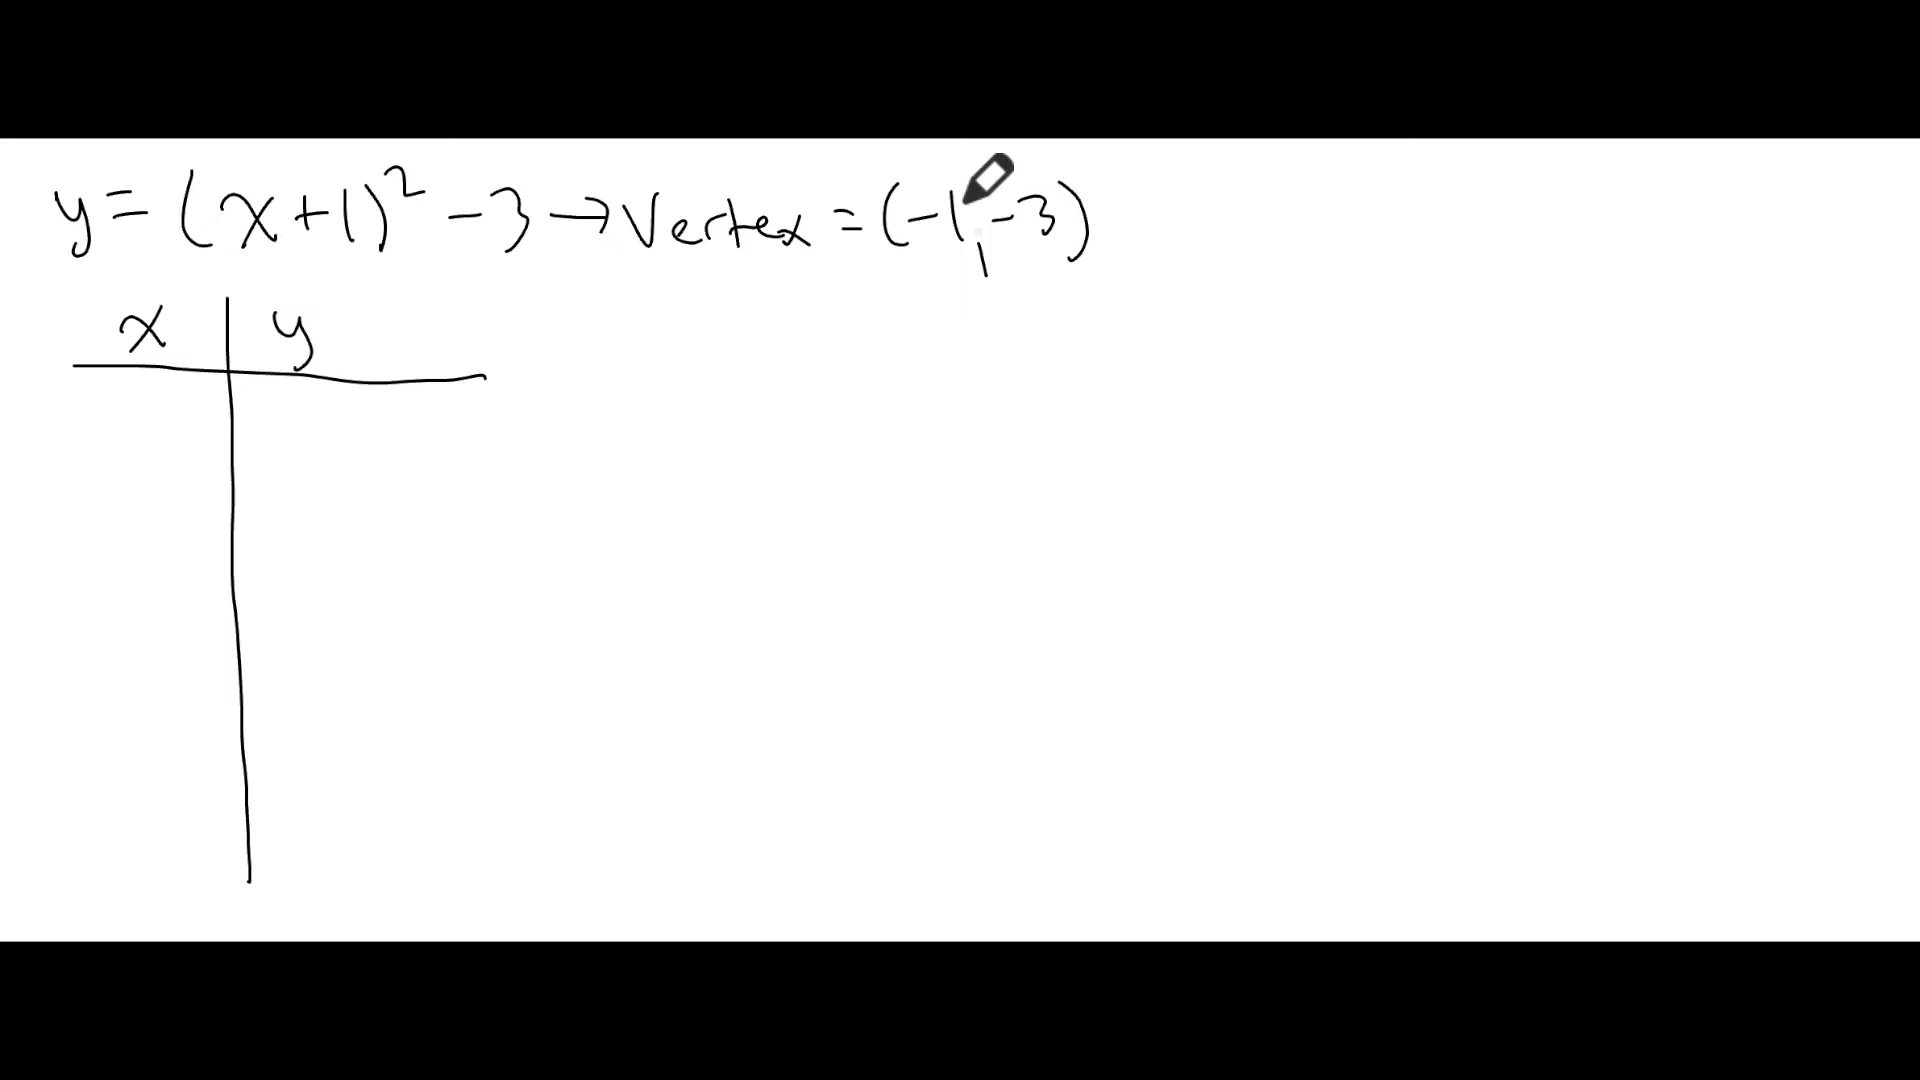 y = (x+1)² - 3 → Vertex = (-1, -3)
x | y